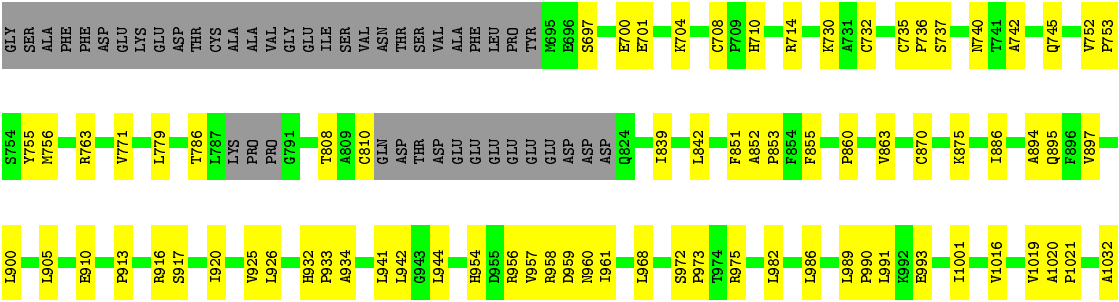 GLY SER ALA PHE PHE ASP GLU LYS GLU ASP THR CYS ALA ALA VAL GLY GLU ILE SER VAL ASN THR SER VAL ALA PHE LEU PRO TYR M695 E696 S697 E700 E701 K704 C708 P709 H710 R714 K730 A731 C732 C735 P736 S737 N740 T741 A742 Q745 V752 P753
S754 Y755 M756 R763 V771 L779 T786 L787 LYS PRO PRO G791 T808 A809 C810 GLN ASP THR ASP GLU GLU GLU GLU GLU GLU ASP ASP ASP Q824 I839 L842 F851 A852 P853 F854 F855 P860 V863 C870 K875 I886 A894 Q895 F896 V897
L900 L905 E910 P913 R916 S917 I920 V925 L926 H932 P933 A934 L941 L942 G943 L944 H954 D955 R956 V957 R958 D959 N960 I961 L968 S972 P973 T974 R975 L982 L986 L989 P990 L991 K992 E993 I1001 V1016 V1019 A1020 P1021 A1032